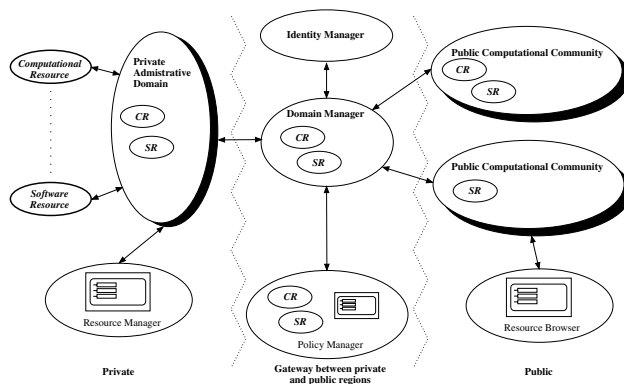 Computational
Resource
Software
Resource
Private
Admistrative
Domain
CR
SR
Resource Manager
Private
Identity Manager
Domain Manager
CR
SR
CR
SR
Policy Manager
Gateway between private
and public regions
Public Computational Community
CR
SR
Public Computational Community
SR
Resource Browser
Public